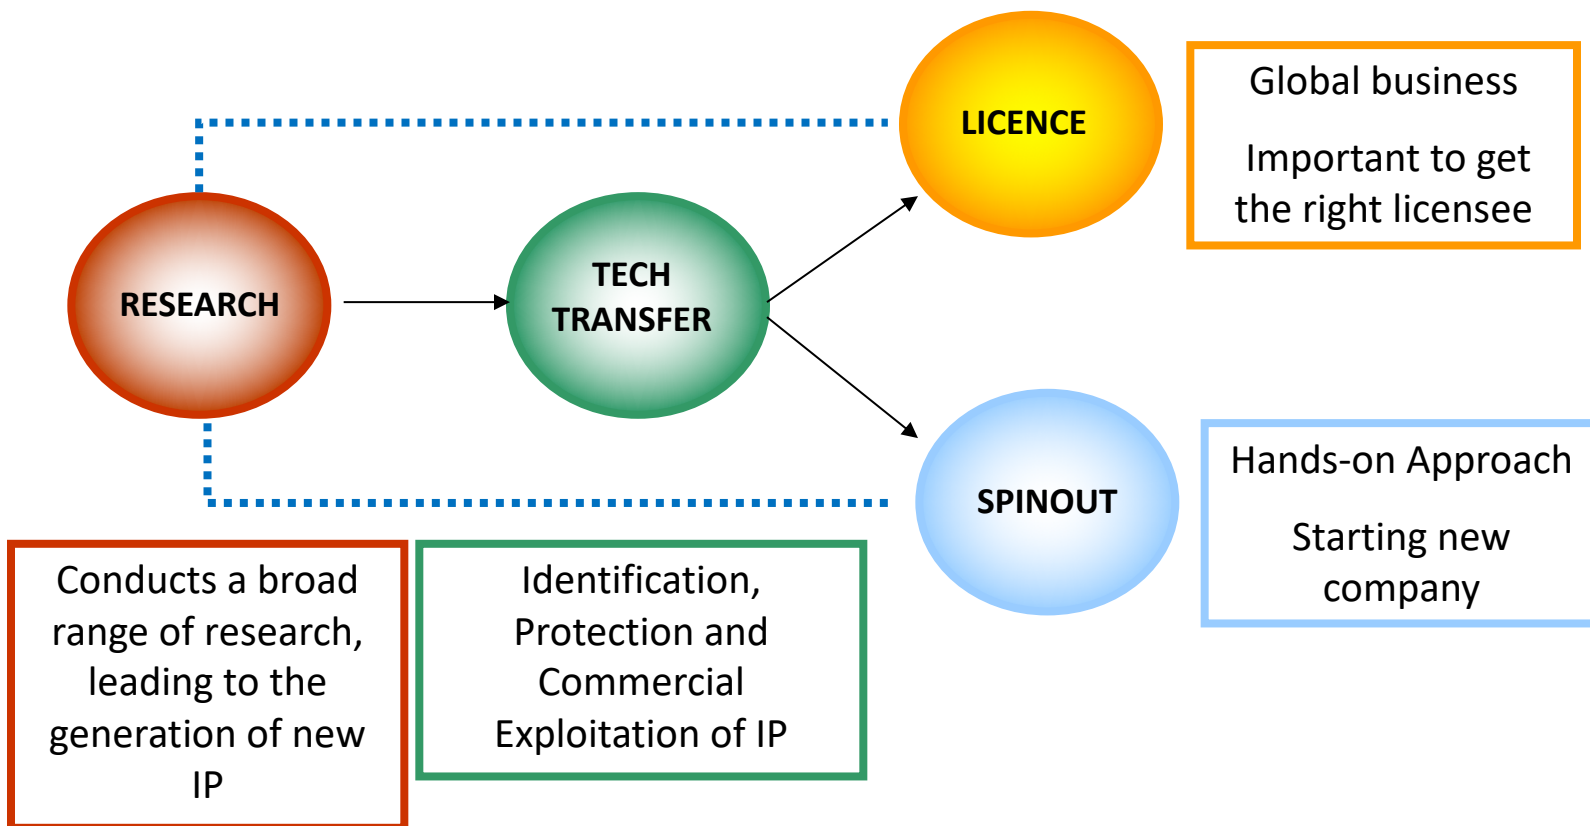 LICENCE
Global business
Important to get
the right licensee
RESEARCH
TECH
TRANSFER
SPINOUT
Hands-on Approach
Starting new
company
Conducts a broad
range of research,
leading to the
generation of new
IP
Identification,
Protection and
Commercial
Exploitation of IP